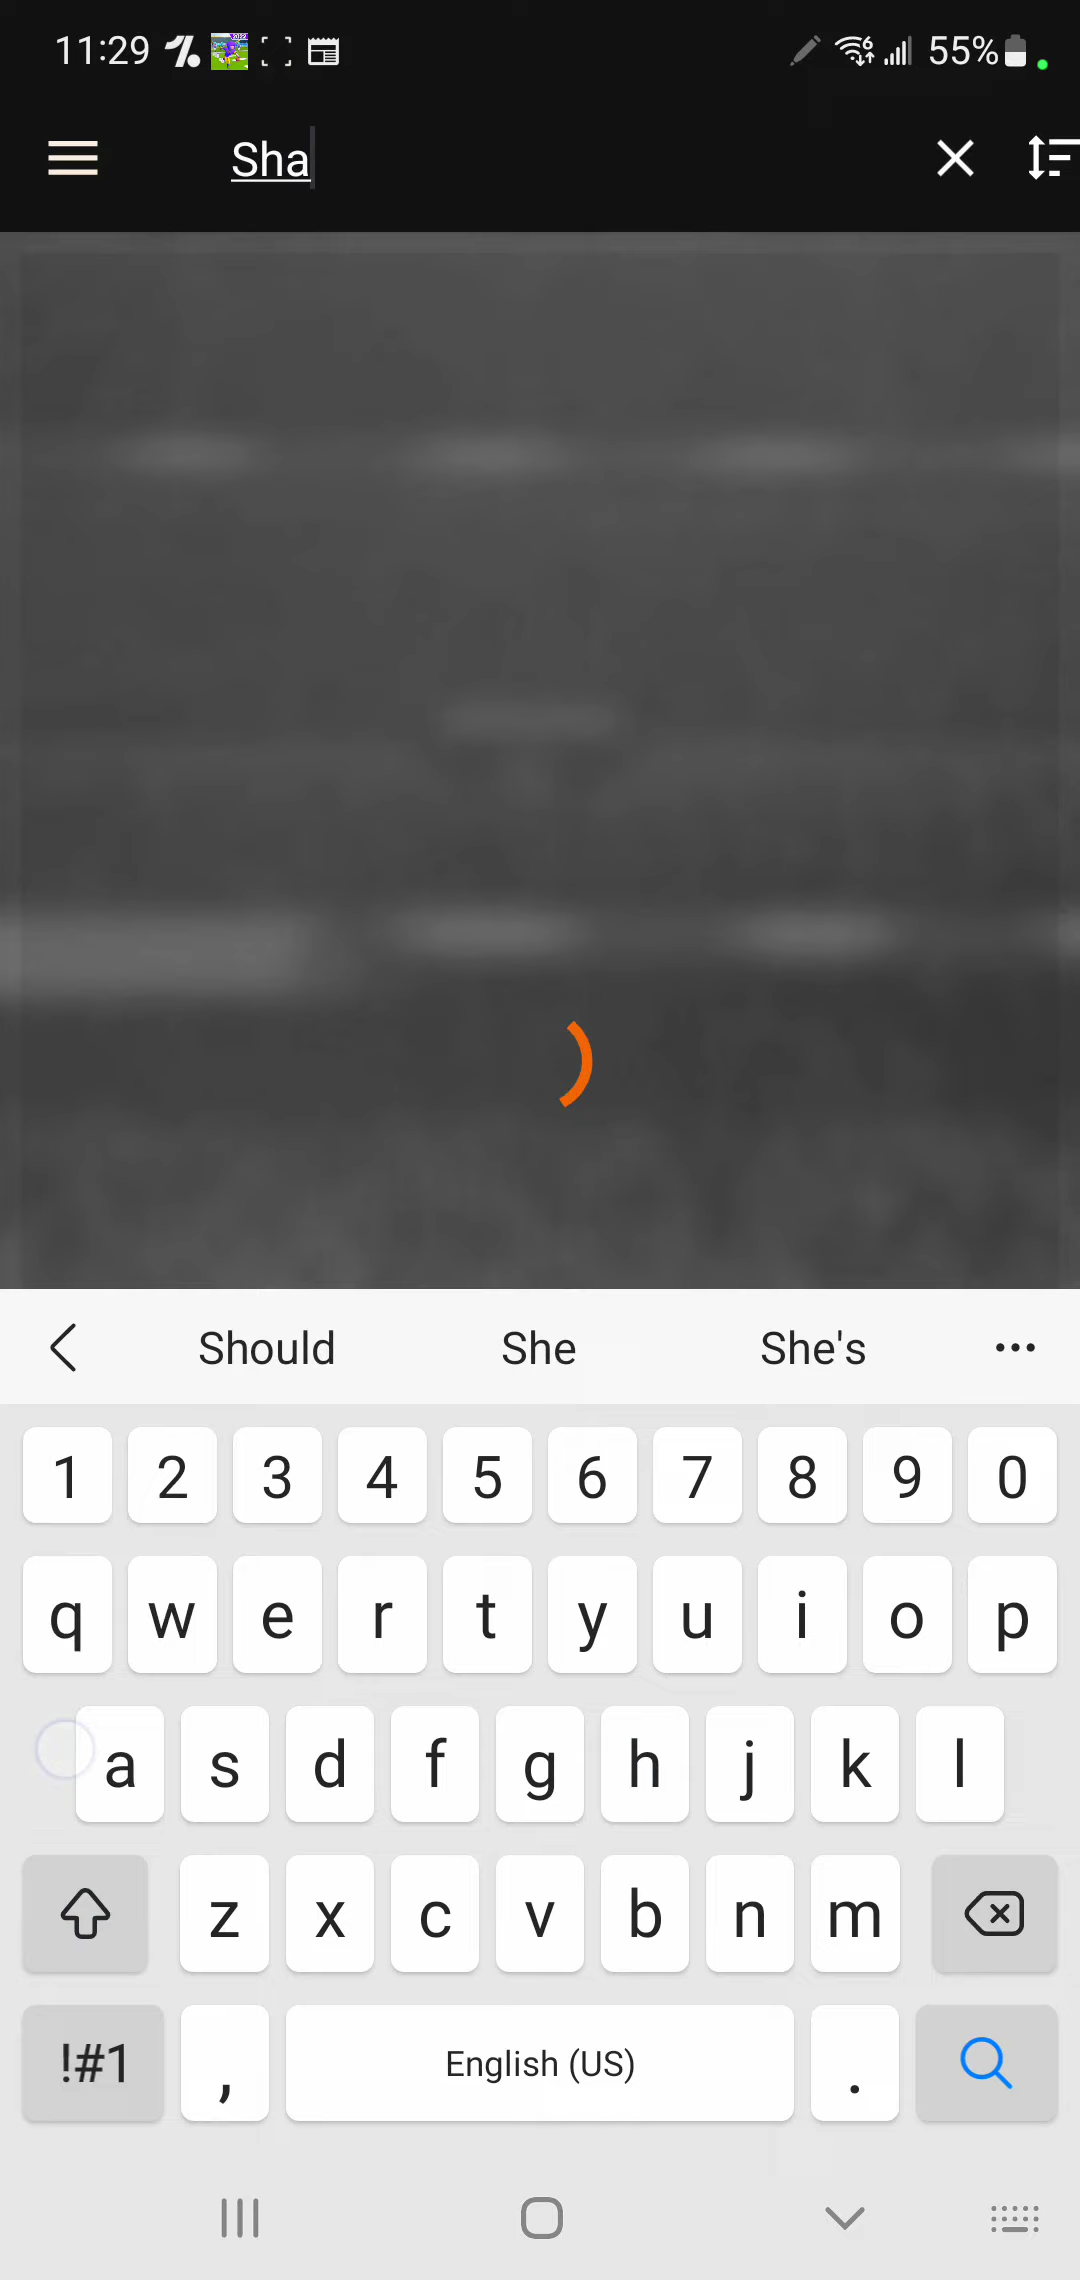 11:29 55%
Sha
Should She She's
1 2 3 4 5 6 7 8 9 0
q w e r t y u i o p
a s d f g h j k l
z x c v b n m
!#1 , English (US) .